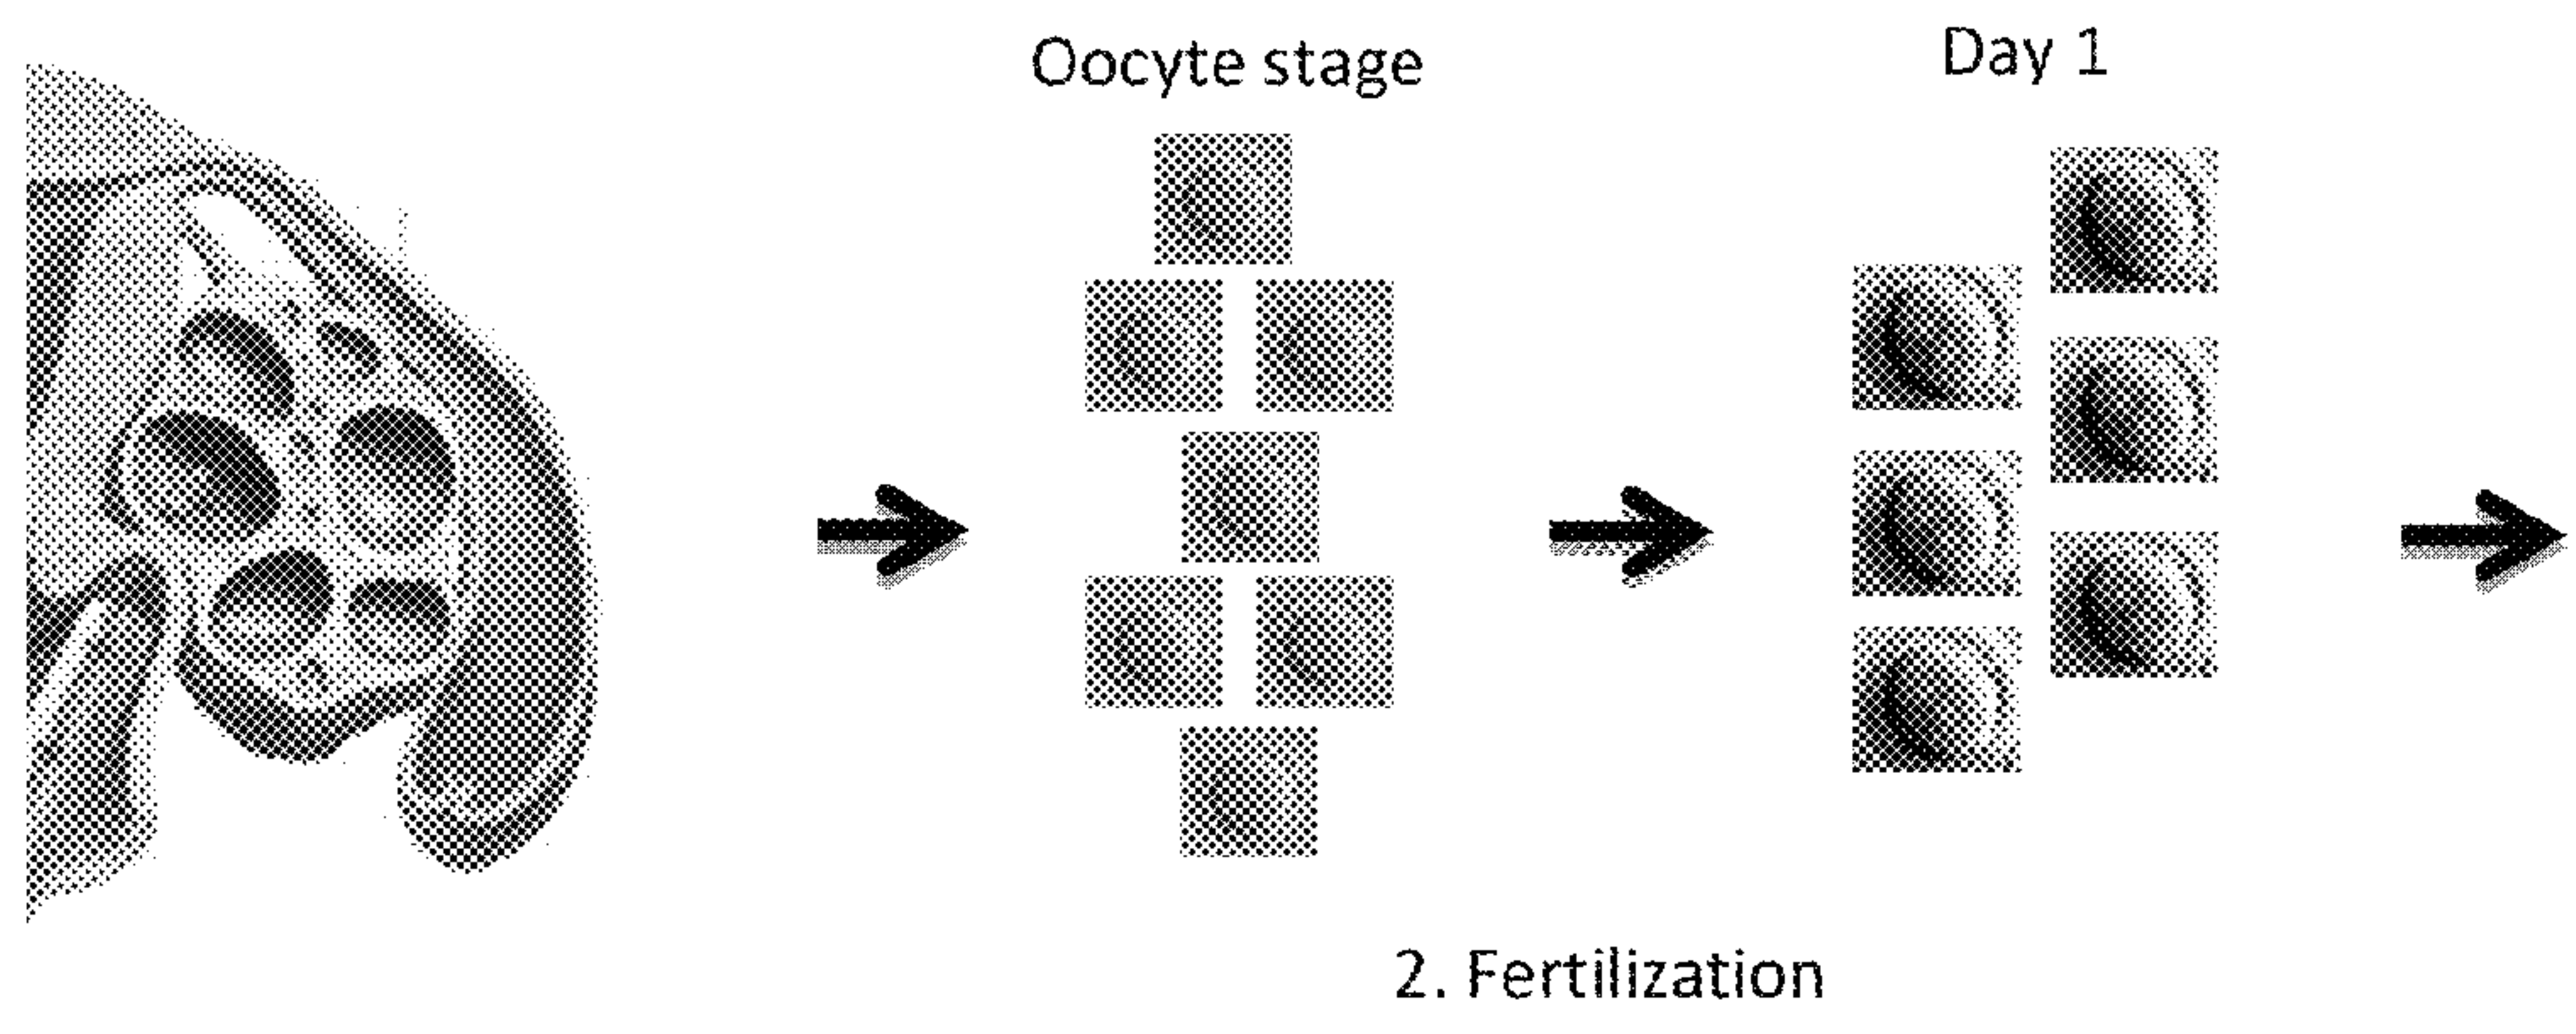 Oocyte stage
Day 1
2. Fertilization